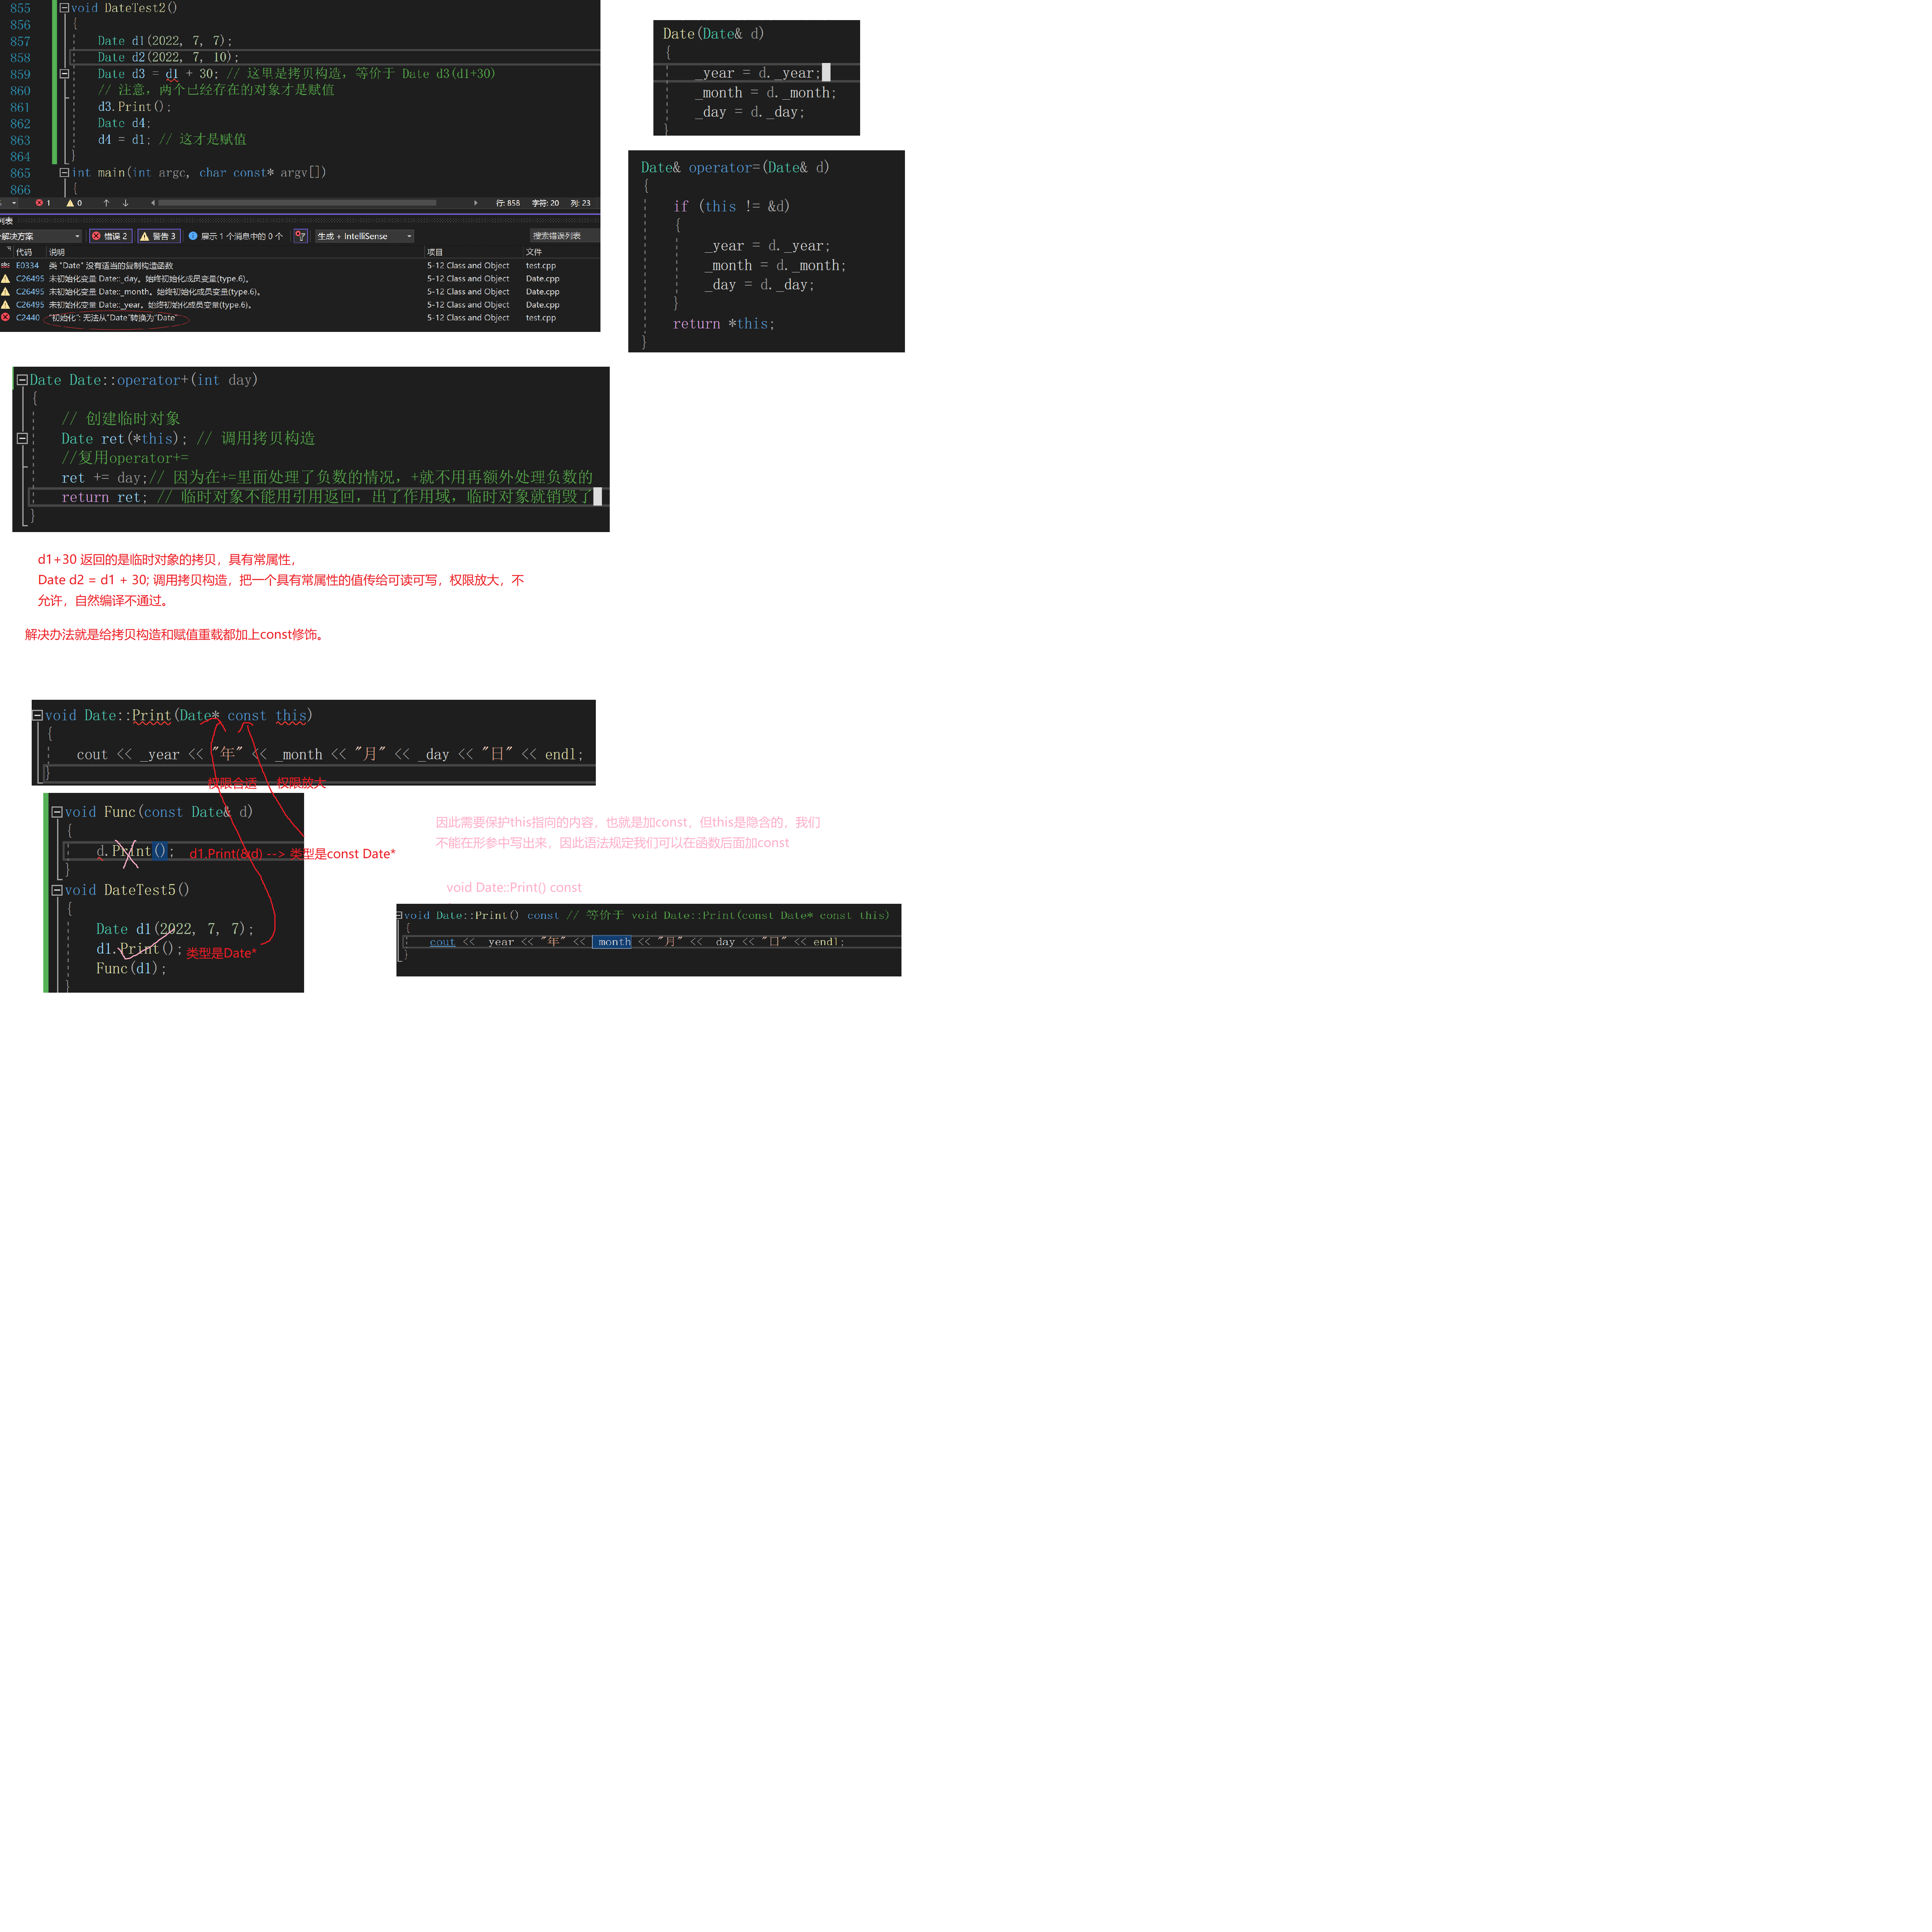 855 void DateTest2()
856 {
857 Date d1(2022, 7, 7);
858 Date d2(2022, 7, 10);
859 Date d3 = d1 + 30; // 这里是拷贝构造，等价于 Date d3(d1+30)
860 // 注意，两个已经存在的对象才是赋值
861 d3.Print();
862 Date d4;
863 d4 = d1; // 这才是赋值
864 }
865 int main(int argc, char const* argv[])
866 {
1 0 ↑ ↓ 行: 858 字符: 20 列: 23
列表
解决方案 错误 2 警告 3 展示 1 个消息中的 0 个 生成 + IntelliSense 搜索错误列表
代码 说明 项目 文件
abc E0334 类 "Date" 没有适当的复制构造函数 5-12 Class and Object test.cpp
C26495 未初始化变量 Date::_day。始终初始化成员变量(type.6)。 5-12 Class and Object Date.cpp
C26495 未初始化变量 Date::_month。始终初始化成员变量(type.6)。 5-12 Class and Object Date.cpp
C26495 未初始化变量 Date::_year。始终初始化成员变量(type.6)。 5-12 Class and Object Date.cpp
C2440 "初始化": 无法从"Date"转换为"Date" 5-12 Class and Object test.cpp
Date(Date& d)
{
_year = d._year;
_month = d._month;
_day = d._day;
}
Date& operator=(Date& d)
{
if (this != &d)
{
_year = d._year;
_month = d._month;
_day = d._day;
}
return *this;
}
Date Date::operator+(int day)
{
// 创建临时对象
Date ret(*this); // 调用拷贝构造
//复用operator+=
ret += day;// 因为在+=里面处理了负数的情况，+就不用再额外处理负数的
return ret; // 临时对象不能用引用返回，出了作用域，临时对象就销毁了
}
d1+30 返回的是临时对象的拷贝，具有常属性，
Date d2 = d1 + 30; 调用拷贝构造，把一个具有常属性的值传给可读可写，权限放大，不
允许，自然编译不通过。
解决办法就是给拷贝构造和赋值重载都加上const修饰。
void Date::Print(Date* const this)
{
cout << _year << "年" << _month << "月" << _day << "日" << endl;
}
权限合适 权限放大
void Func(const Date& d)
{
d.Print(); d1.Print(&d) --> 类型是const Date*
}
void DateTest5()
{
Date d1(2022, 7, 7);
d1.Print(); 类型是Date*
Func(d1);
}
因此需要保护this指向的内容，也就是加const，但this是隐含的，我们
不能在形参中写出来，因此语法规定我们可以在函数后面加const
void Date::Print() const
void Date::Print() const // 等价于 void Date::Print(const Date* const this)
{
cout << _year << "年" << _month << "月" << _day << "日" << endl;
}